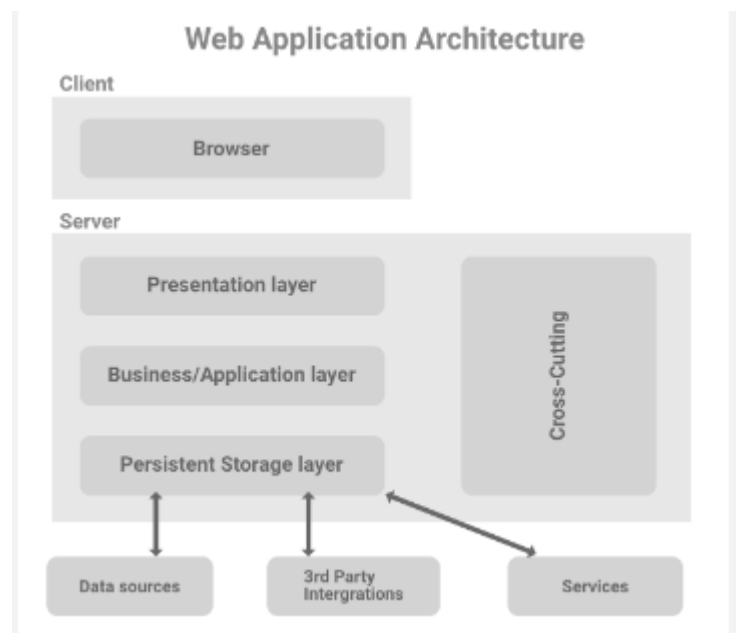 Web Application Architecture
Client
Browser
Server
Presentation layer
Business/Application layer
Persistent Storage layer
Cross-Cutting
Data sources
3rd Party
Intergrations
Services